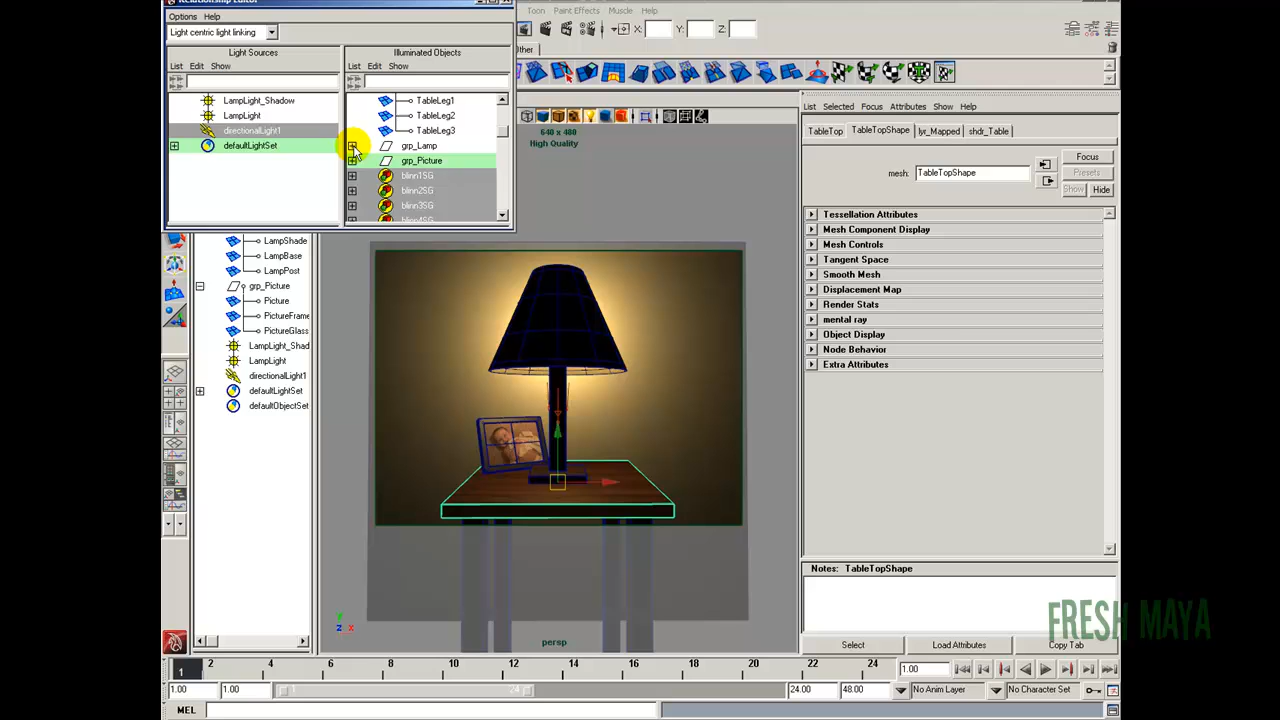 Relationship Editor
Options Help
Toon Paint Effects Muscle Help
X: Y: Z:
Light centric light linking
ther
Light Sources Illuminated Objects
List Edit Show List Edit Show
LampLight_Shadow
LampLight
directionalLight1
defaultLightSet
TableLeg1
TableLeg2
TableLeg3
grp_Lamp
grp_Picture
blinn1SG
blinn2SG
blinn3SG
blinn4SG
LampShade
LampBase
LampPost
grp_Picture
Picture
PictureFrame
PictureGlass
LampLight_Shad
LampLight
directionalLight1
defaultLightSet
defaultObjectSet
640 x 480
High Quality
persp
List Selected Focus Attributes Show Help
TableTop TableTopShape lyr_Mapped shdr_Table
mesh: TableTopShape
Focus
Presets
Show Hide
Tessellation Attributes
Mesh Component Display
Mesh Controls
Tangent Space
Smooth Mesh
Displacement Map
Render Stats
mental ray
Object Display
Node Behavior
Extra Attributes
Notes: TableTopShape
FRESH MAYA
Select Load Attributes Copy Tab
1 2 4 6 8 10 12 14 16 18 20 22 24 1.00
1.00 1.00 1 24 24.00 48.00 No Anim Layer No Character Set
MEL